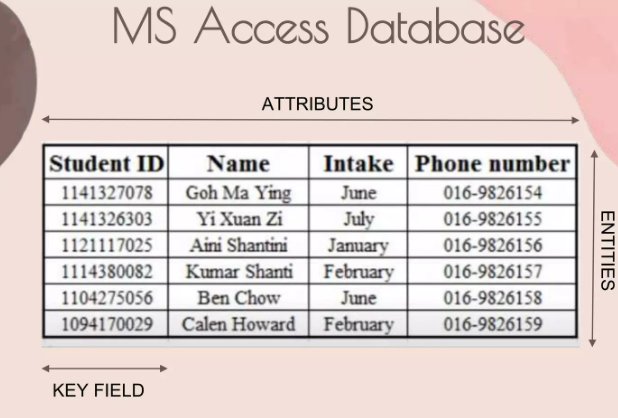 MS Access Database
ATTRIBUTES
Student ID Name Intake Phone number
1141327078 Goh Ma Ying June 016-9826154
1141326303 Yi Xuan Zi July 016-9826155
1121117025 Aini Shantini January 016-9826156
1114380082 Kumar Shanti February 016-9826157
1104275056 Ben Chow June 016-9826158
1094170029 Calen Howard February 016-9826159
ENTITIES
KEY FIELD